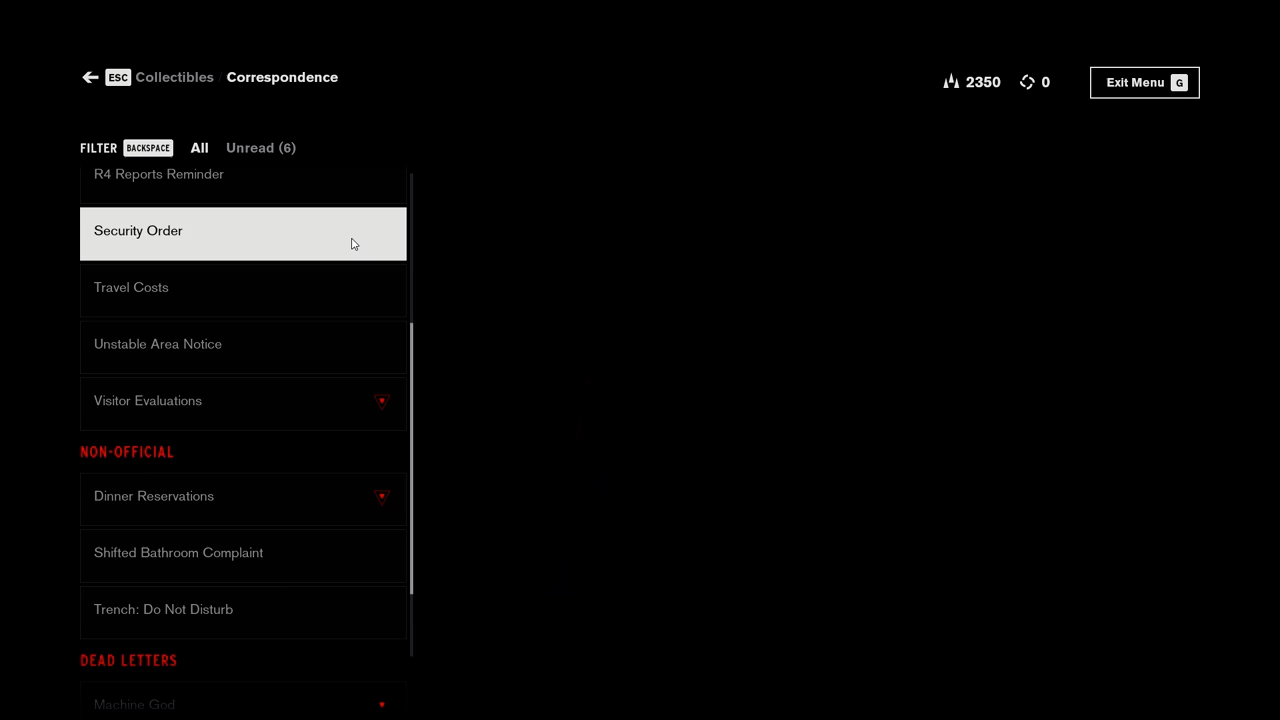 ESC Collectibles / Correspondence
2350 0 Exit Menu G
FILTER BACKSPACE All Unread (6)
R4 Reports Reminder
Security Order
Travel Costs
Unstable Area Notice
Visitor Evaluations
NON-OFFICIAL
Dinner Reservations
Shifted Bathroom Complaint
Trench: Do Not Disturb
DEAD LETTERS
Machine God